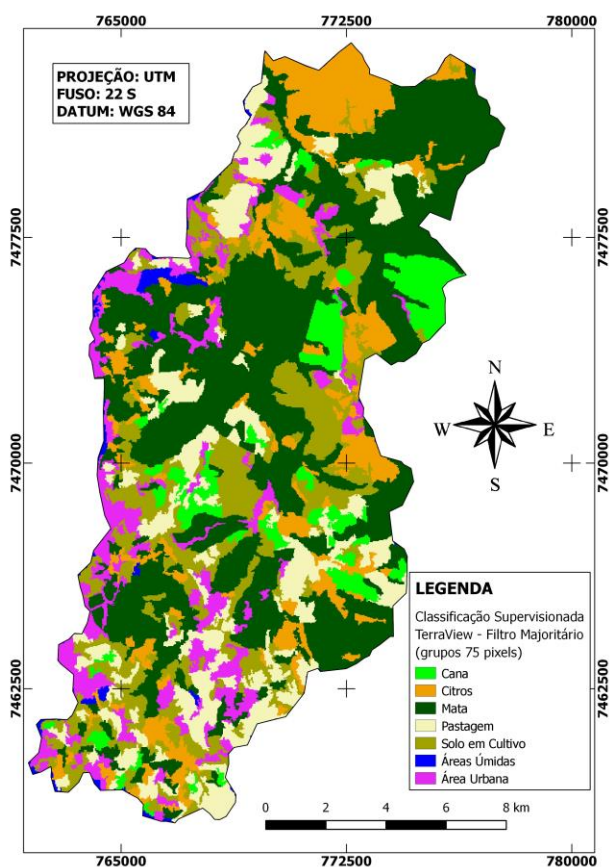 765000 772500 780000
PROJEÇÃO: UTM
FUSO: 22 S
DATUM: WGS 84
7477500 7477500
N
W E
S
7470000 7470000
LEGENDA
Classificação Supervisionada
TerraView - Filtro Majoritário
(grupos 75 pixels)
Cana
Citros
Mata
Pastagem
Solo em Cultivo
Áreas Úmidas
Área Urbana
7462500 7462500
0 2 4 6 8 km
765000 772500 780000